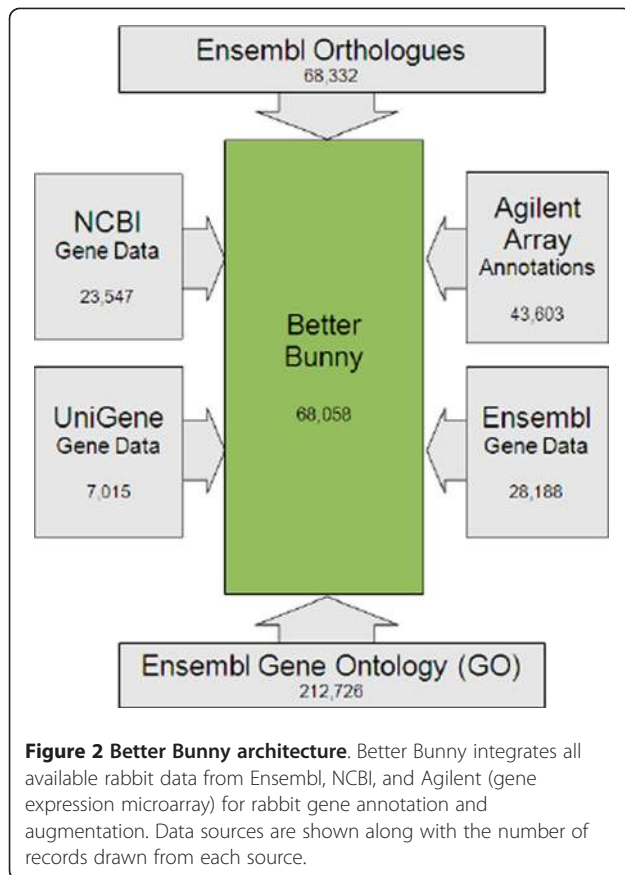 Ensembl Orthologues
68,332
NCBI
Gene Data
23,547
Agilent
Array
Annotations
43,603
Better
Bunny
68,058
UniGene
Gene Data
7,015
Ensembl
Gene Data
28,188
Ensembl Gene Ontology (GO)
212,726
Figure 2 Better Bunny architecture. Better Bunny integrates all
available rabbit data from Ensembl, NCBI, and Agilent (gene
expression microarray) for rabbit gene annotation and
augmentation. Data sources are shown along with the number of
records drawn from each source.